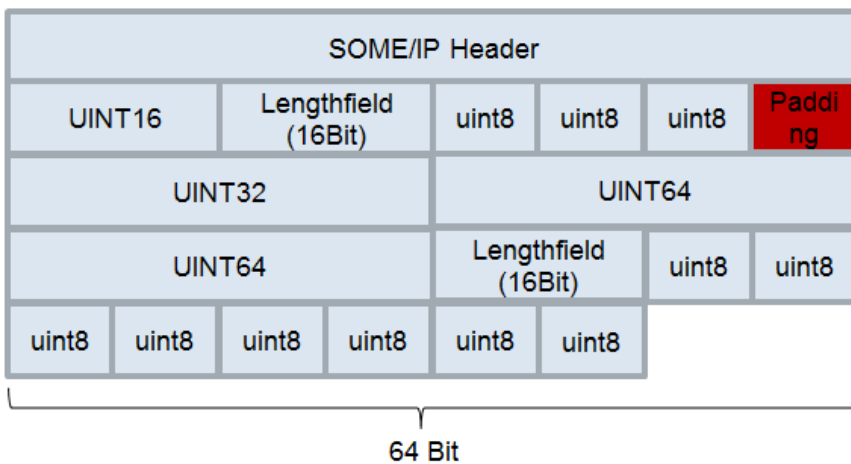 SOME/IP Header
UINT16 Lengthfield (16Bit) uint8 uint8 uint8 Paddi ng
UINT32 UINT64
UINT64 Lengthfield (16Bit) uint8 uint8
uint8 uint8 uint8 uint8 uint8 uint8
64 Bit